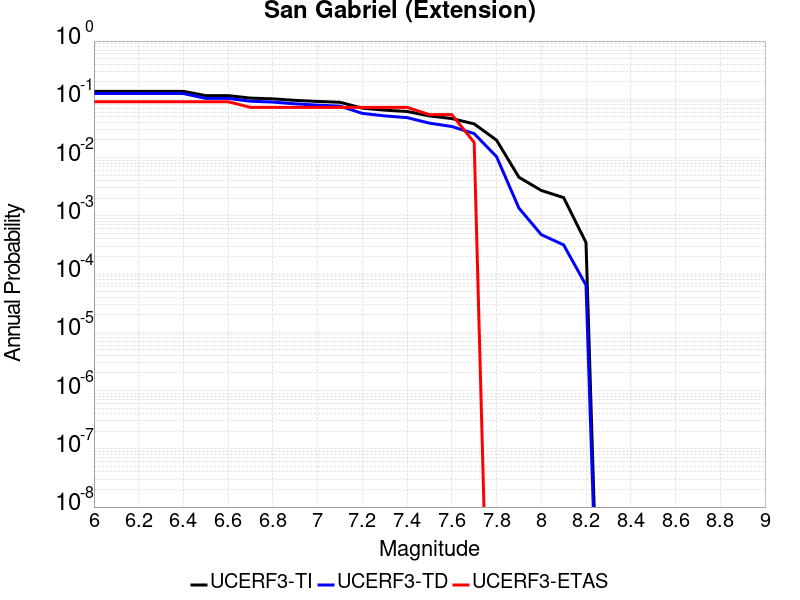 San Gabriel (Extension)
10^0
10^-1
10^-2
10^-3
10^-4
10^-5
10^-6
10^-7
10^-8
Annual Probability
6 6.2 6.4 6.6 6.8 7 7.2 7.4 7.6 7.8 8 8.2 8.4 8.6 8.8 9
Magnitude
UCERF3-TI UCERF3-TD UCERF3-ETAS